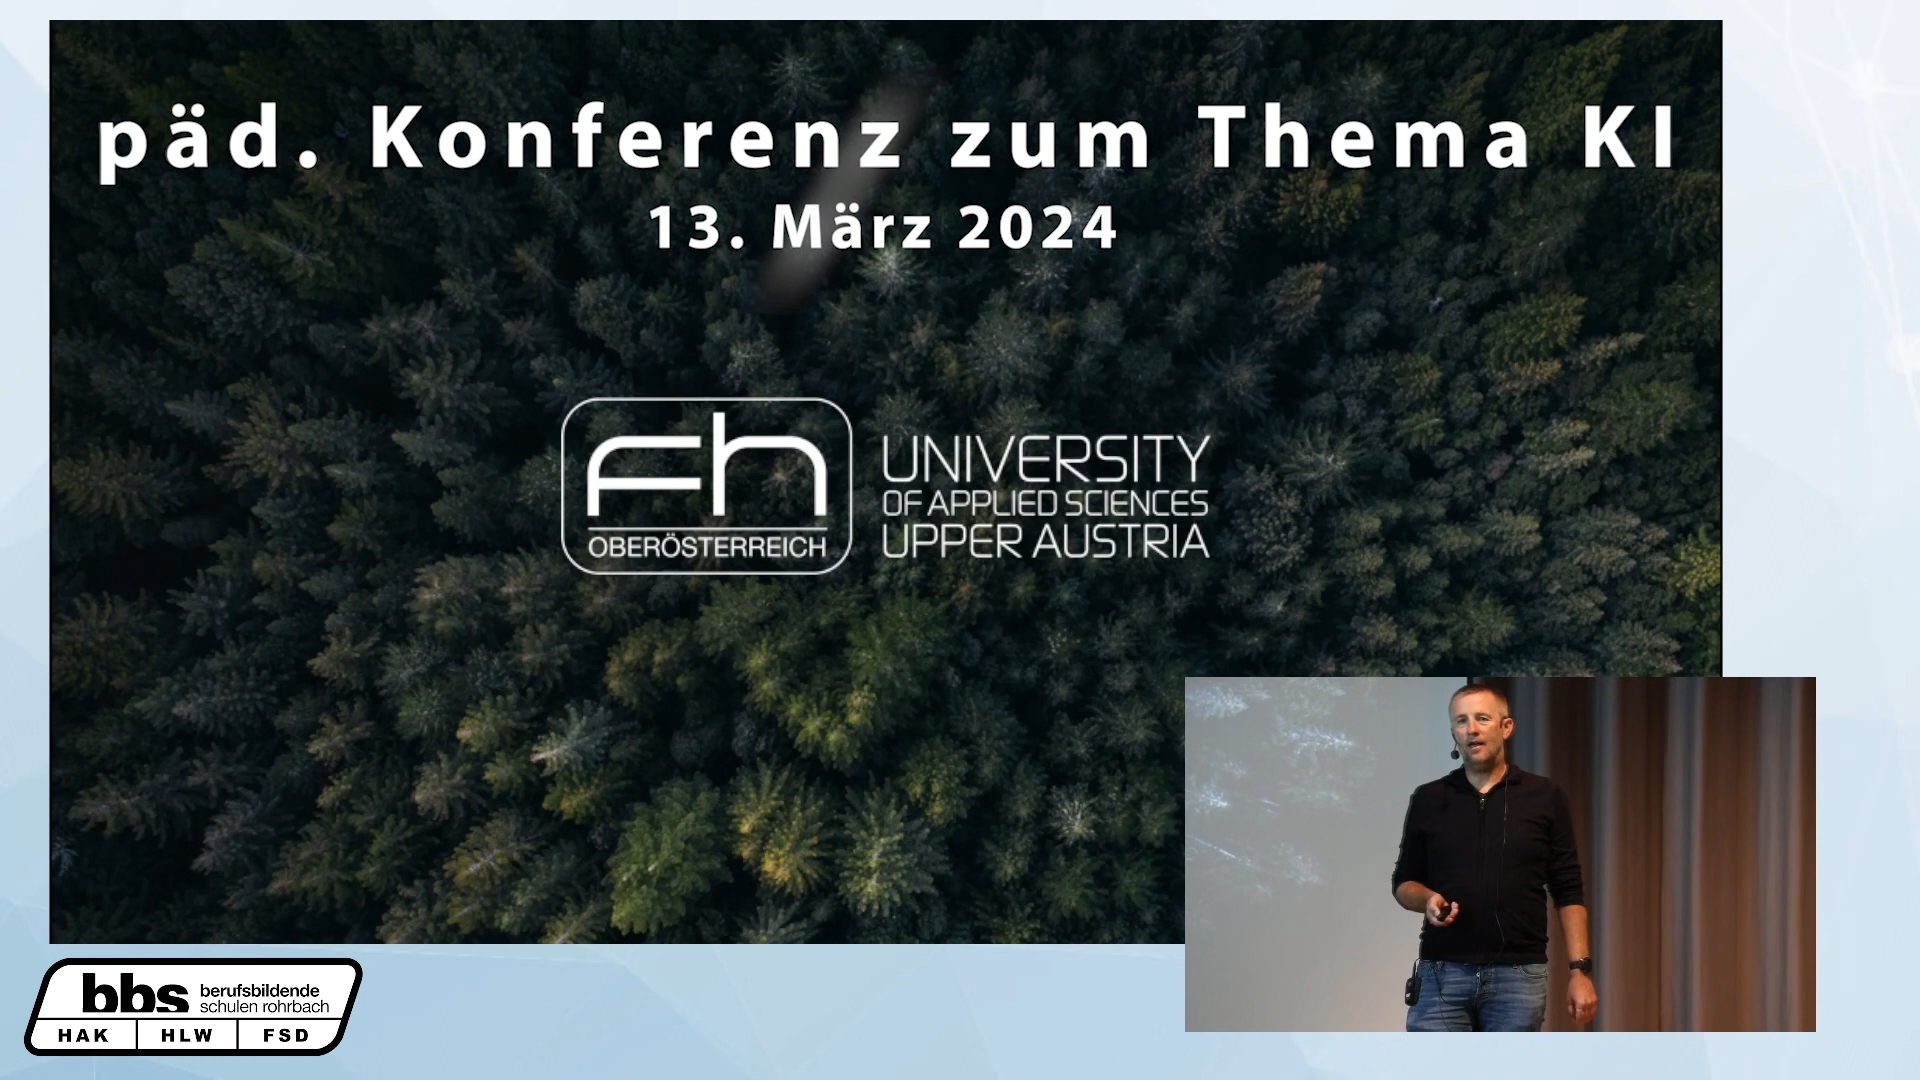 päd. Konferenz zum Thema KI
13. März 2024
fh
OBERÖSTERREICH
UNIVERSITY
OF APPLIED SCIENCES
UPPER AUSTRIA
bbs berufsbildende
schulen rohrbach
HAK HLW FSD